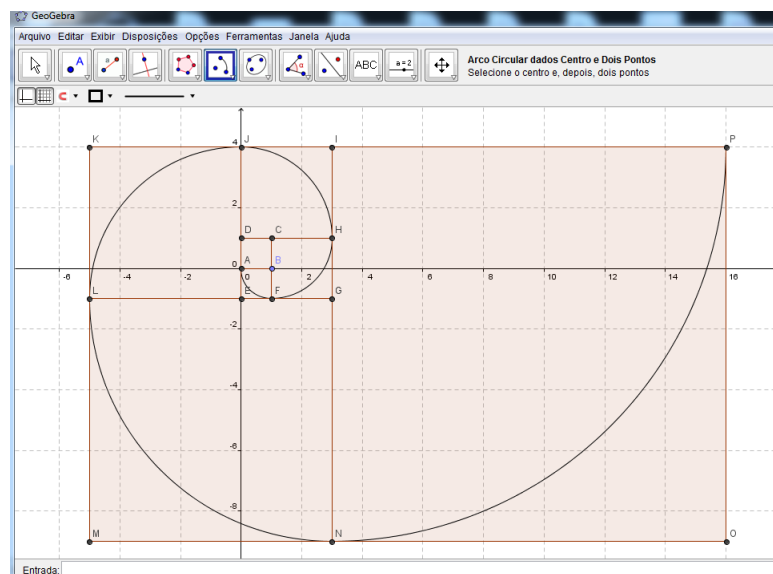 GeoGebra
Arquivo Editar Exibir Disposições Opções Ferramentas Janela Ajuda
A ABC a=2 Arco Circular dados Centro e Dois Pontos
Selecione o centro e, depois, dois pontos
K J I P
4
2
D C H
A B
0
-6 -4 -2 0 2 4 6 8 10 12 14 16
L E F G
-2
-4
-6
-8
M N O
Entrada: